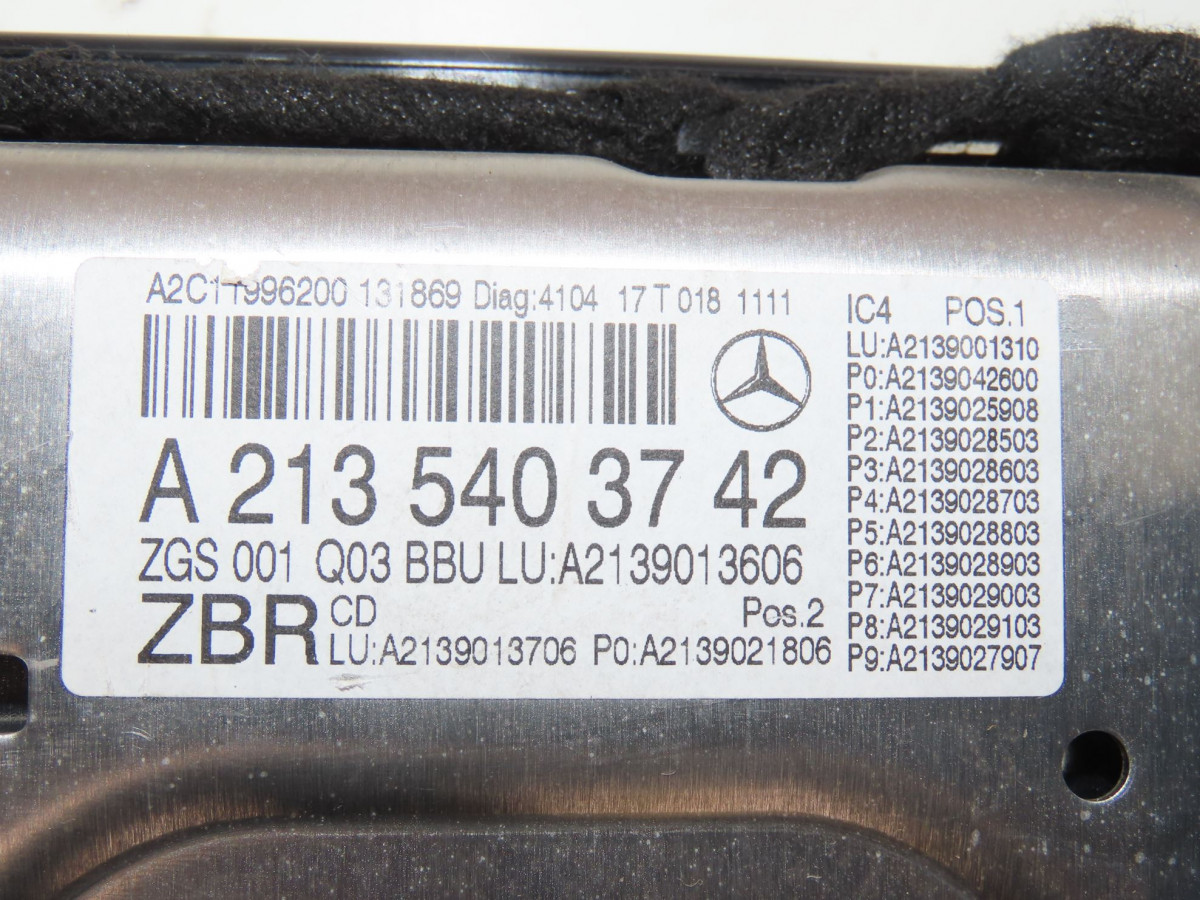 A2C11996200 131869 Diag:4104 17 T 018 1111
A 213 540 37 42
ZGS 001 Q03 BBU LU:A2139013606
ZBR CD Pos.2
LU:A2139013706 P0:A2139021806
IC4 POS.1
LU:A2139001310
P0:A2139042600
P1:A2139025908
P2:A2139028503
P3:A2139028603
P4:A2139028703
P5:A2139028803
P6:A2139028903
P7:A2139029003
P8:A2139029103
P9:A2139027907